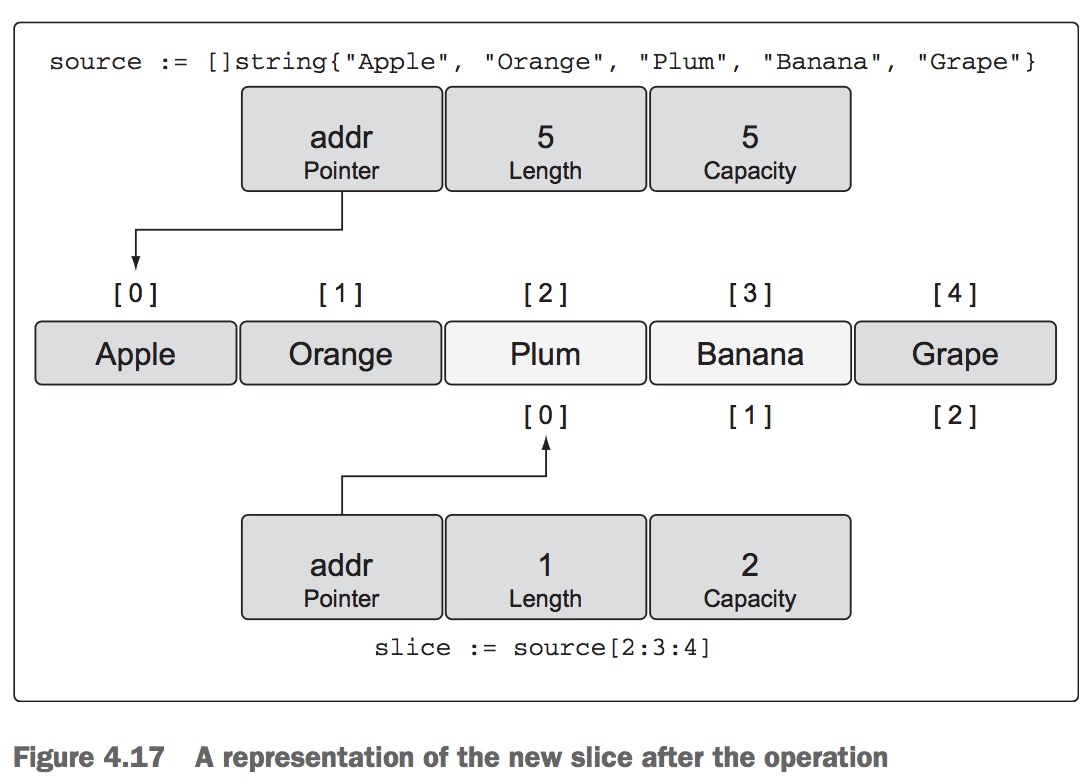 source := []string{"Apple", "Orange", "Plum", "Banana", "Grape"}
addr 5 5
Pointer Length Capacity
[0] [1] [2] [3] [4]
Apple Orange Plum Banana Grape
[0] [1] [2]
addr 1 2
Pointer Length Capacity
slice := source[2:3:4]
Figure 4.17 A representation of the new slice after the operation